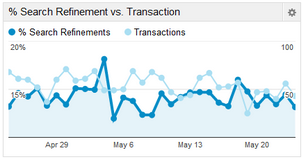 % Search Refinement vs. Transaction
% Search Refinements Transactions
20% 100
15% 50
Apr 29 May 6 May 13 May 20